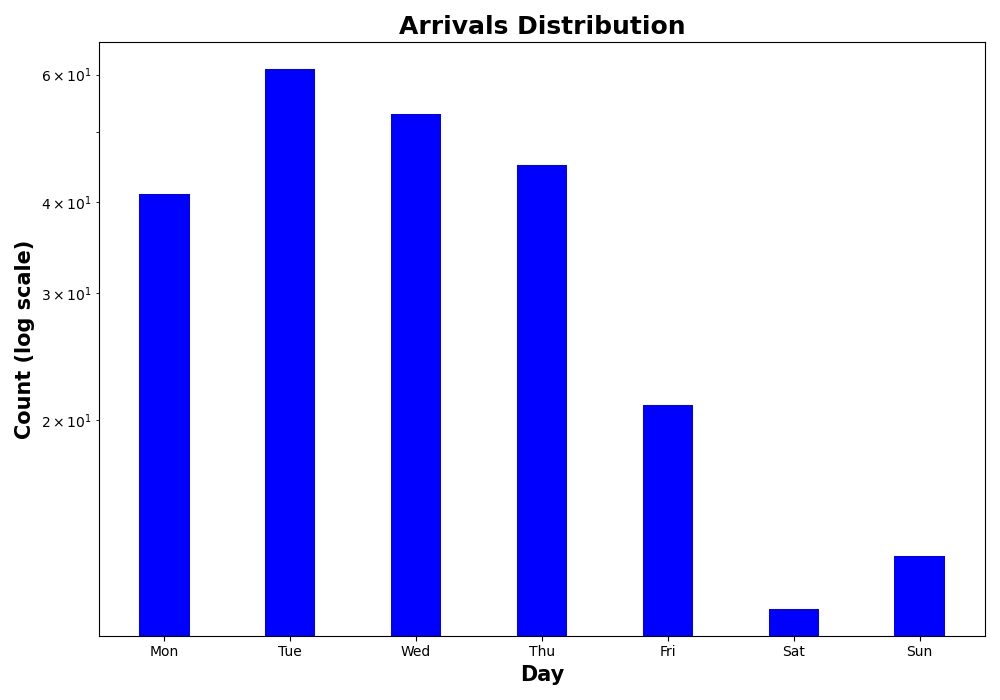 Arrivals Distribution
6 × 10¹
4 × 10¹
3 × 10¹
2 × 10¹
Count (log scale)
Mon Tue Wed Thu Fri Sat Sun
Day